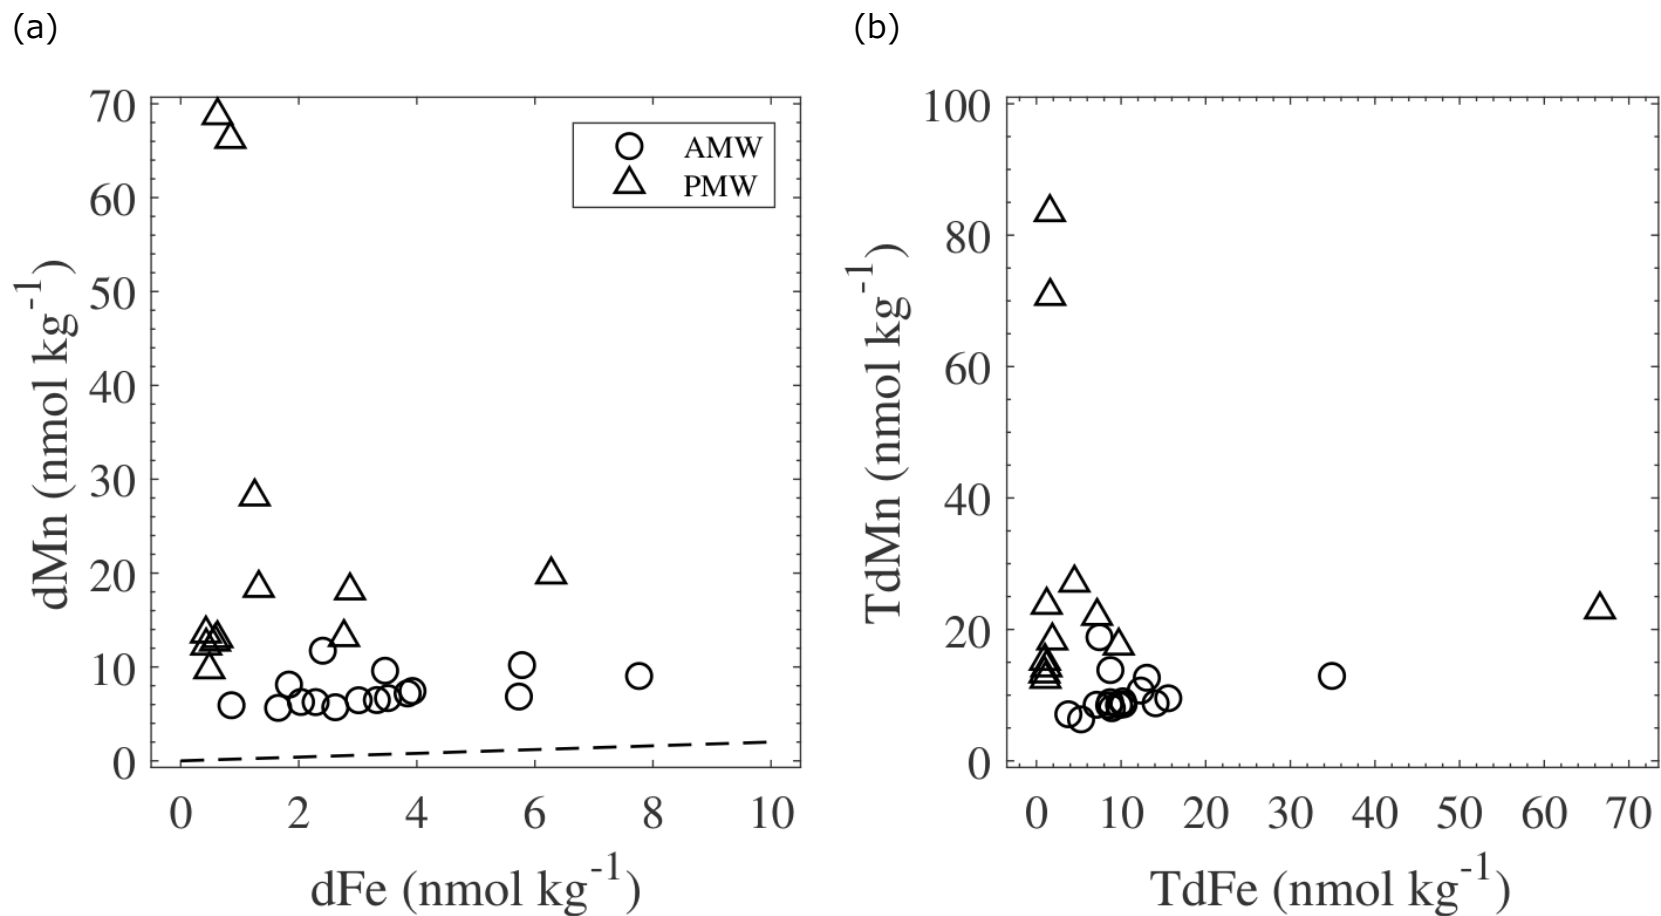 (a)
(b)
70
60
50
40
30
20
10
0
dMn (nmol kg⁻¹)
AMW
PMW
0 2 4 6 8 10
dFe (nmol kg⁻¹)
100
80
60
40
20
0
TdMn (nmol kg⁻¹)
0 10 20 30 40 50 60 70
TdFe (nmol kg⁻¹)